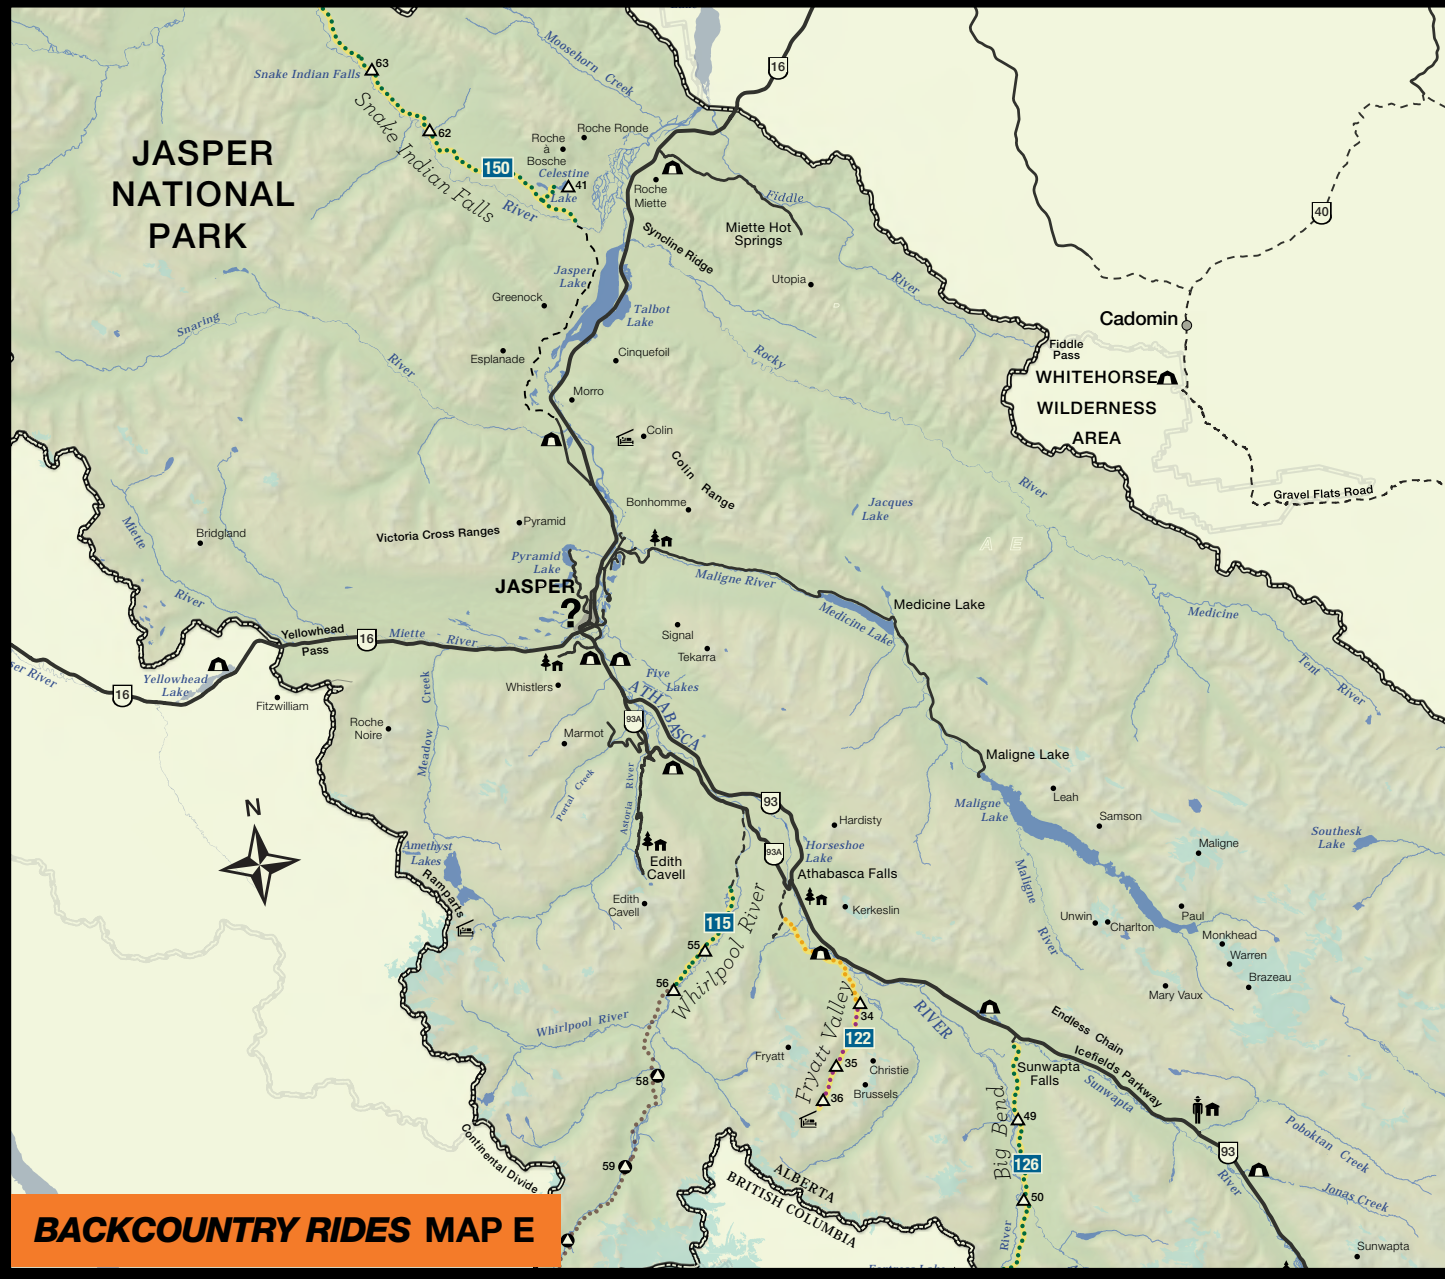 63
Snake Indian Falls
Moosehorn Creek
16
Snake Indian Falls
River
62
150
Roche Ronde
Roche
à
Bosche
Celestine
Lake
41
JASPER
NATIONAL
PARK
Roche
Miette
Fiddle
River
Miette Hot
Springs
Syncline Ridge
40
Jasper
Lake
Utopia
Greenock
Talbot
Lake
Snaring
River
Cadomin
Fiddle
Pass
Esplanade
Cinquefoil
Rocky
River
WHITEHORSE
WILDERNESS
AREA
Morro
Colin
Colin Range
Gravel Flats Road
Bonhomme
Jacques
Lake
Miette
River
Bridgland
Victoria Cross Ranges
Pyramid
A E
Pyramid
Lake
JASPER
?
Maligne River
Medicine Lake
Medicine Lake
Medicine
Tent
River
Yellowhead
Pass
16
Miette
River
Signal
Tekarra
ser River
16
Yellowhead
Lake
Fitzwilliam
Whistlers
Five
Lakes
ATHABASCA
Creek
Meadow
Roche
Noire
93A
Marmot
Maligne Lake
Portal Creek
Astoria River
93
Leah
Maligne
Lake
Samson
N
Hardisty
Maligne
Southesk
Lake
Amethyst
Lakes
93A
Horseshoe
Lake
Edith
Cavell
Athabasca Falls
Ramparts
Edith
Cavell
Kerkeslin
Maligne
River
Unwin
Charlton
Paul
Monkhead
Warren
Brazeau
Mary Vaux
115
55
56
Whirlpool River
Whirlpool River
34
RIVER
Endless Chain
Icefields Parkway
122
Fryatt Valley
Fryatt
35
Christie
Brussels
36
Sunwapta
Falls
Sunwapta
River
58
Big Bend
49
126
50
River
Poboktan Creek
93
Jonas Creek
Continental Divide
59
ALBERTA
BRITISH COLUMBIA
BACKCOUNTRY RIDES MAP E
Sunwapta